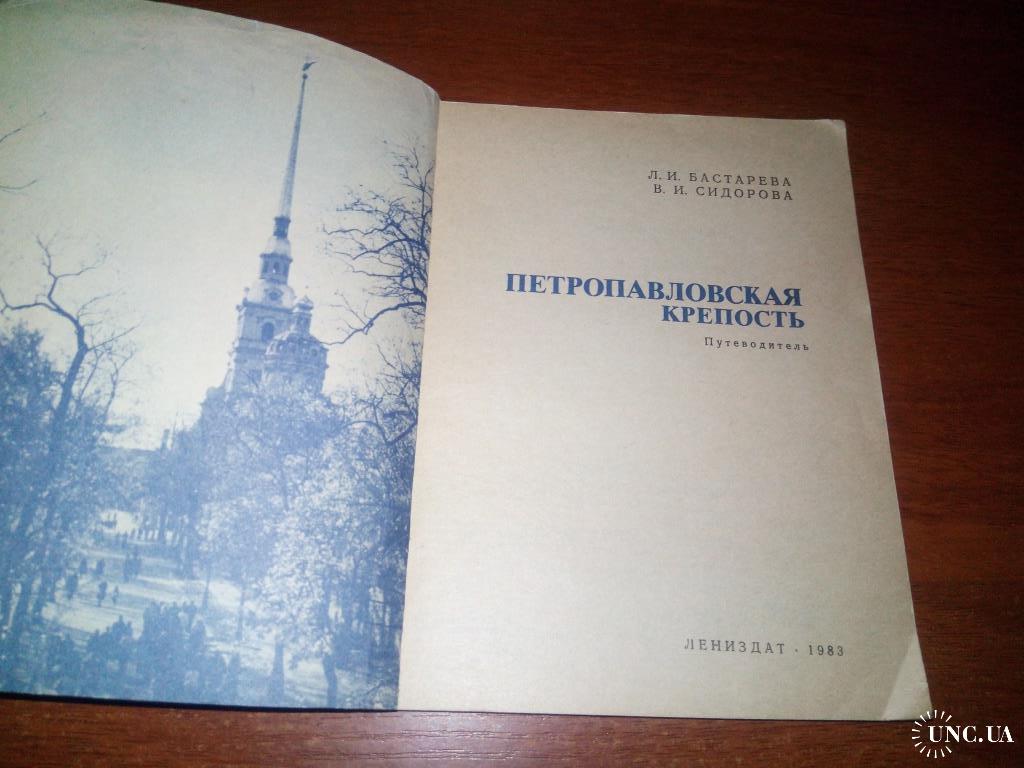 Л. И. БАСТАРЕВА
В. И. СИДОРОВА
ПЕТРОПАВЛОВСКАЯ
КРЕПОСТЬ
Путеводитель
ЛЕНИЗДАТ · 1983
UNC.UA